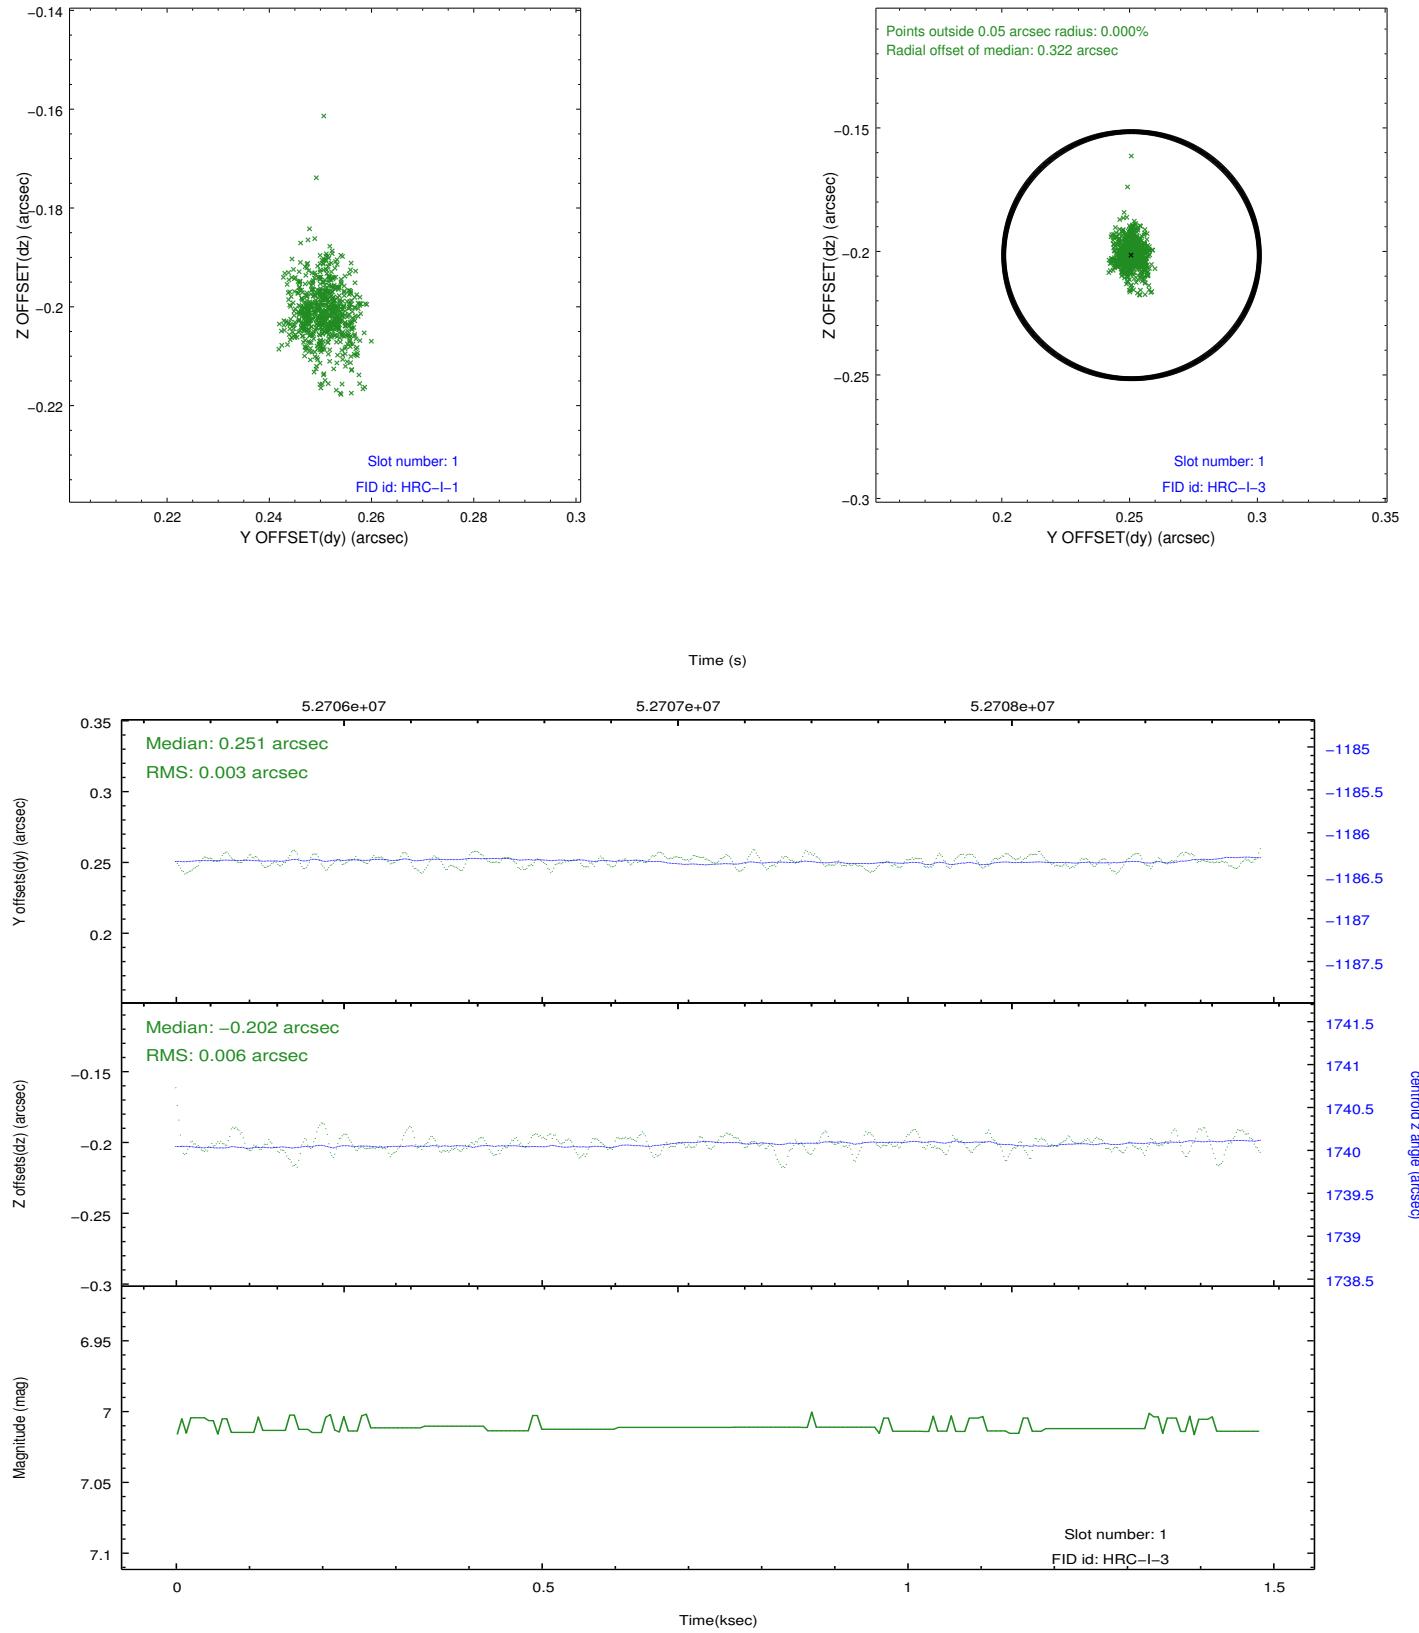 −0.14
−0.16
−0.18
−0.2
−0.22
Z OFFSET(dz) (arcsec)
Slot number: 1
FID id: HRC−I−1
0.22 0.24 0.26 0.28 0.3
Y OFFSET(dy) (arcsec)
Points outside 0.05 arcsec radius: 0.000%
Radial offset of median: 0.322 arcsec
−0.15
−0.2
−0.25
−0.3
Z OFFSET(dz) (arcsec)
Slot number: 1
FID id: HRC−I−3
0.2 0.25 0.3 0.35
Y OFFSET(dy) (arcsec)
Time (s)
5.2706e+07 5.2707e+07 5.2708e+07
0.35
0.3
0.25
0.2
Y offsets(dy) (arcsec)
Median: 0.251 arcsec
RMS: 0.003 arcsec
−1185
−1185.5
−1186
−1186.5
−1187
−1187.5
−0.15
−0.2
−0.25
−0.3
Z offsets(dz) (arcsec)
Median: −0.202 arcsec
RMS: 0.006 arcsec
1741.5
1741
1740.5
1740
1739.5
1739
1738.5
centroid z angle (arcsec)
6.95
7
7.05
7.1
Magnitude (mag)
Slot number: 1
FID id: HRC−I−3
0 0.5 1 1.5
Time(ksec)